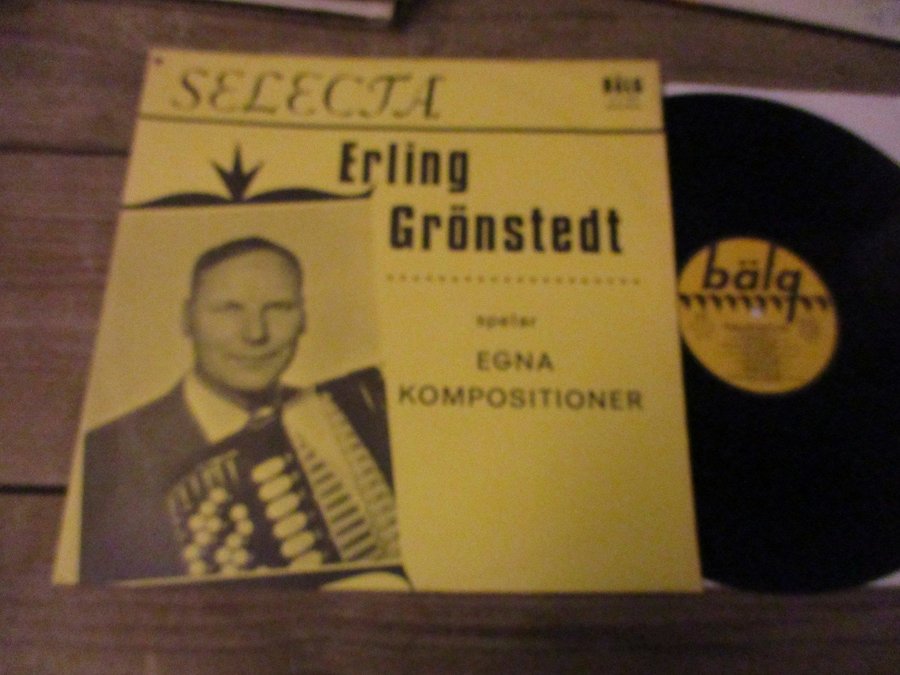 SELECTA
BÄLG
Erling
Grönstedt
spelar
EGNA
KOMPOSITIONER
bälg